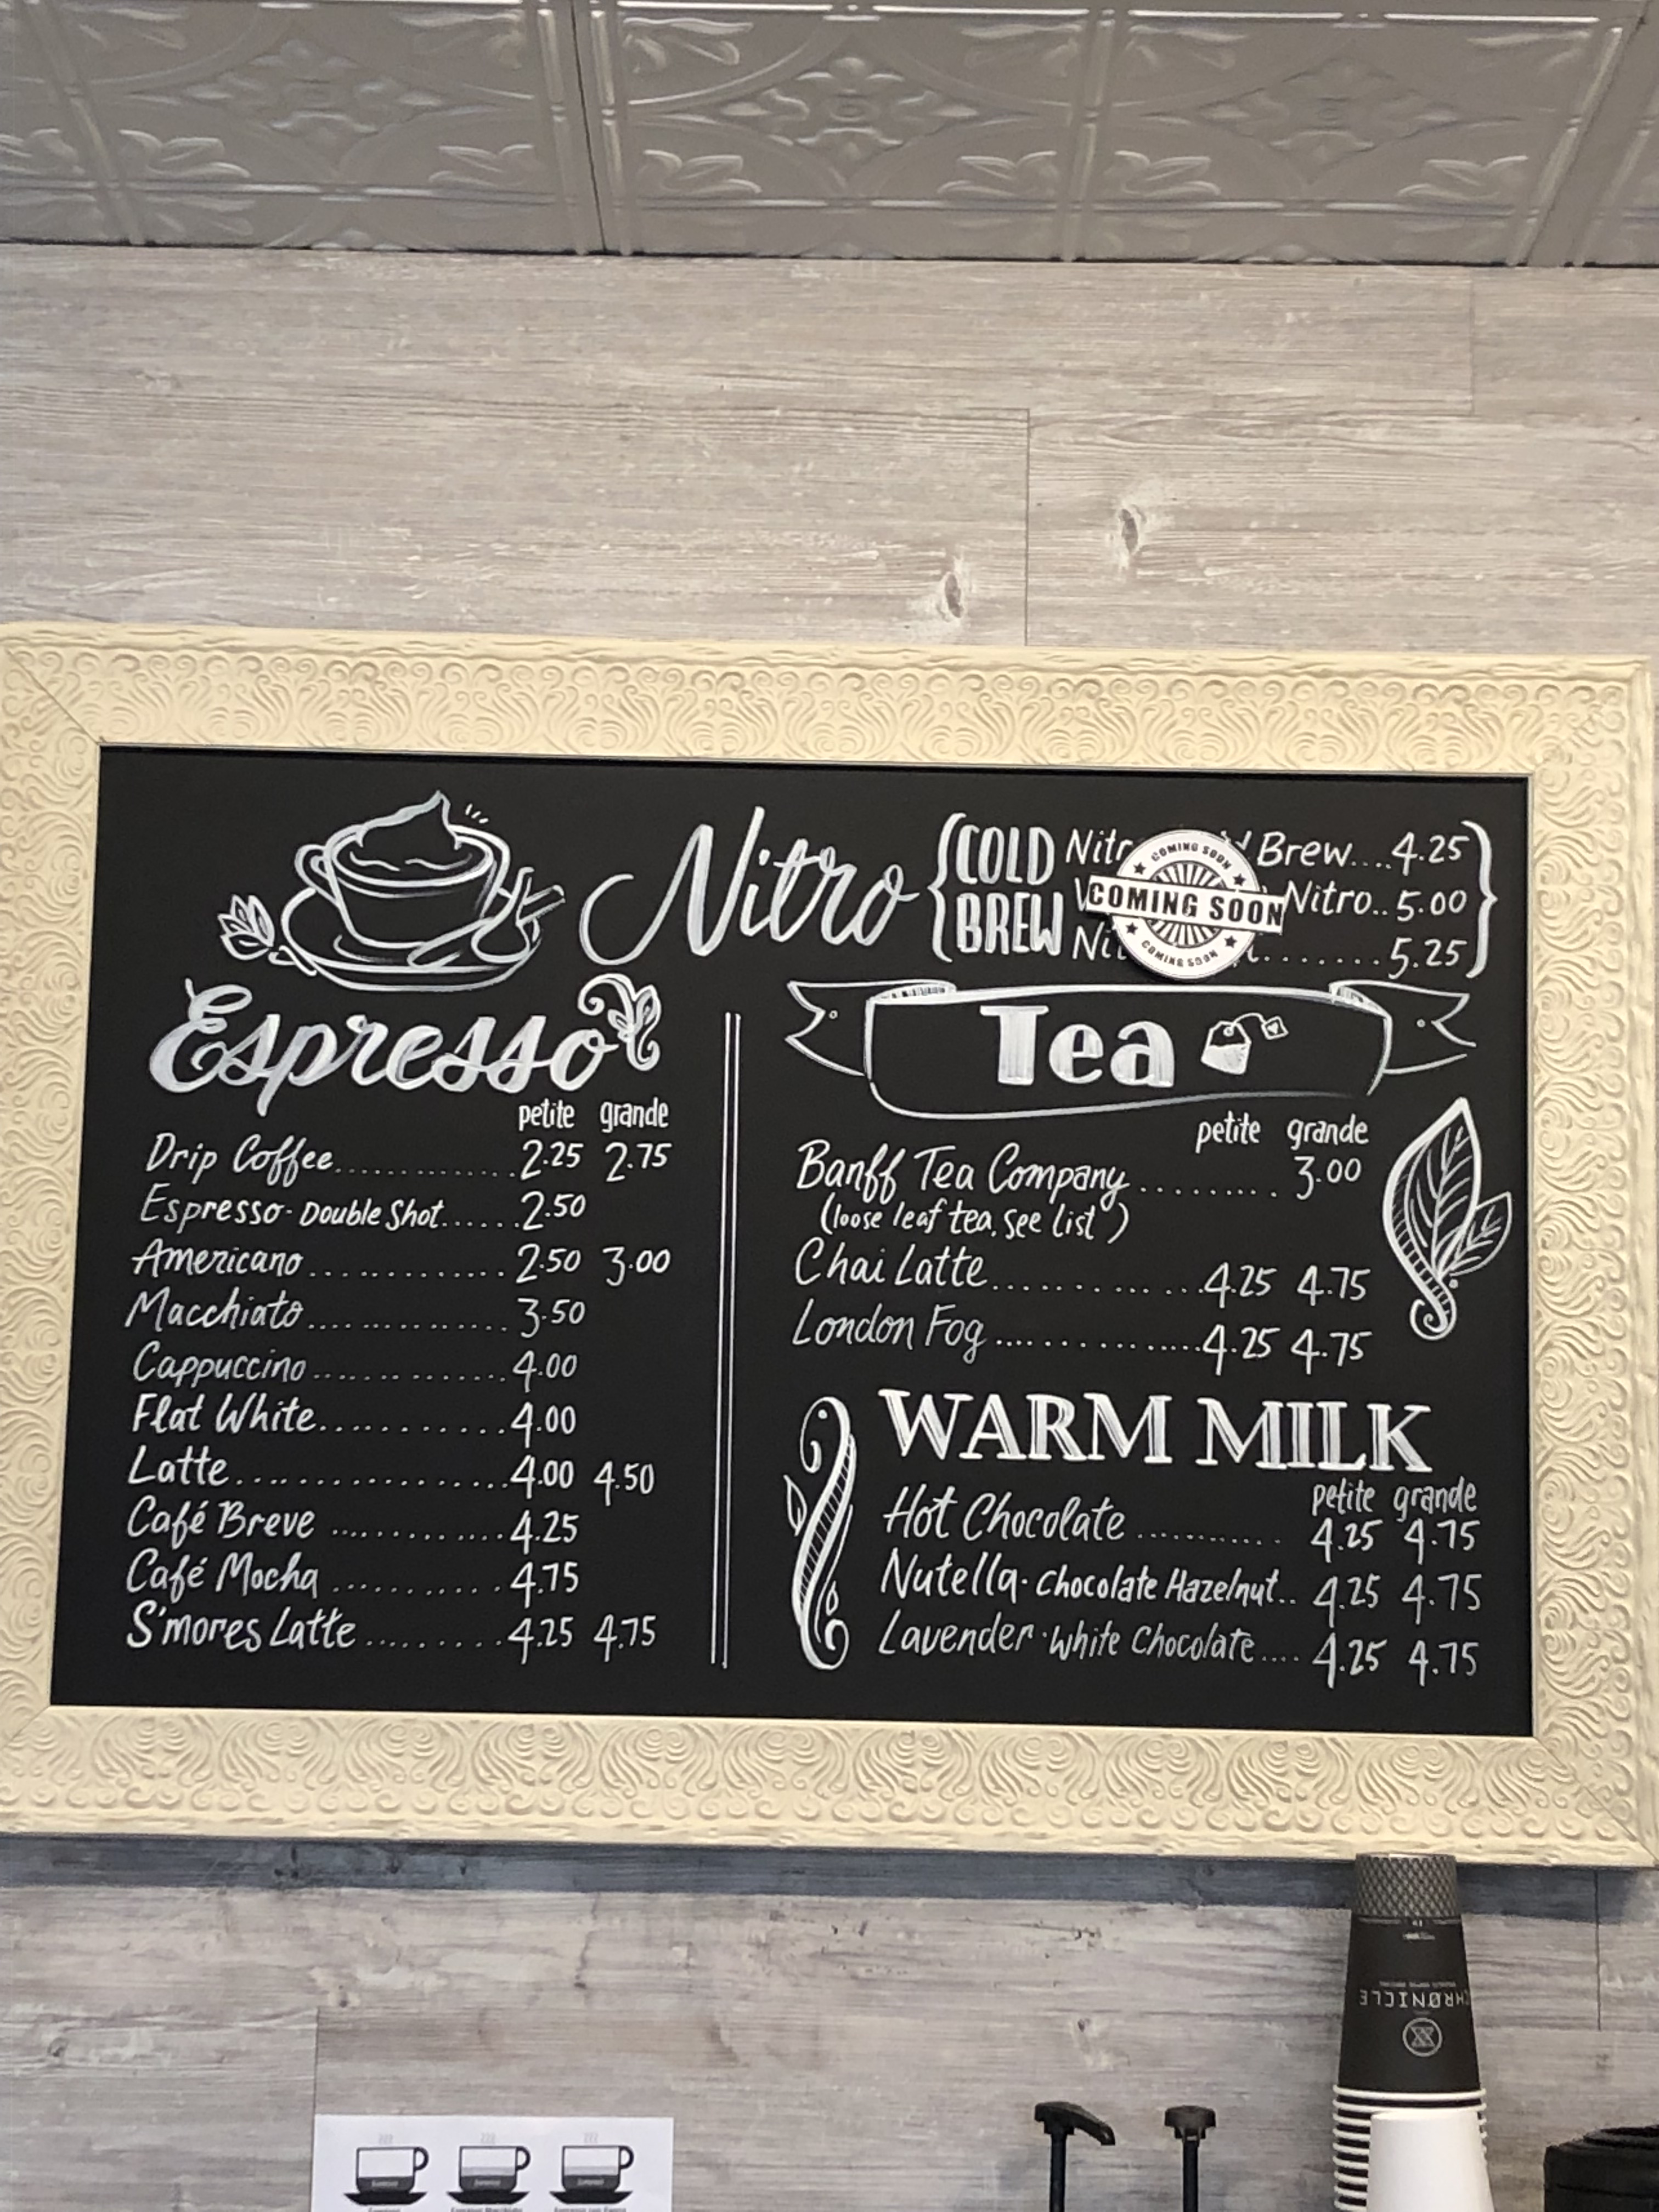 Nitro
COLD
BREW
Brew....4.25
Nitro..5.00
5.25
COMING SOON
COMING SOON
COMING SOON
Espresso
petite grande
Drip Coffee 2.25 2.75
Espresso - Double Shot 2.50
Americano 2.50 3.00
Macchiato 3.50
Cappuccino 4.00
Flat White 4.00
Latte 4.00 4.50
Café Breve 4.25
Café Mocha 4.75
S'mores Latte 4.25 4.75
Tea
petite grande
Banff Tea Company 3.00
(loose leaf tea, see list)
Chai Latte 4.25 4.75
London Fog 4.25 4.75
WARM MILK
petite grande
Hot Chocolate 4.25 4.75
Nutella - Chocolate Hazelnut.. 4.25 4.75
Lavender · White Chocolate.... 4.25 4.75
CHRØNICLE